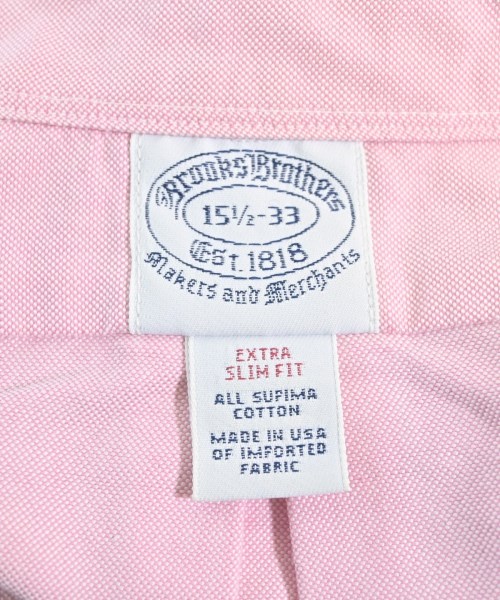 Brooks Brothers
15½-33
Est. 1818
Makers and Merchants
EXTRA
SLIM FIT
ALL SUPIMA
COTTON
MADE IN USA
OF IMPORTED
FABRIC